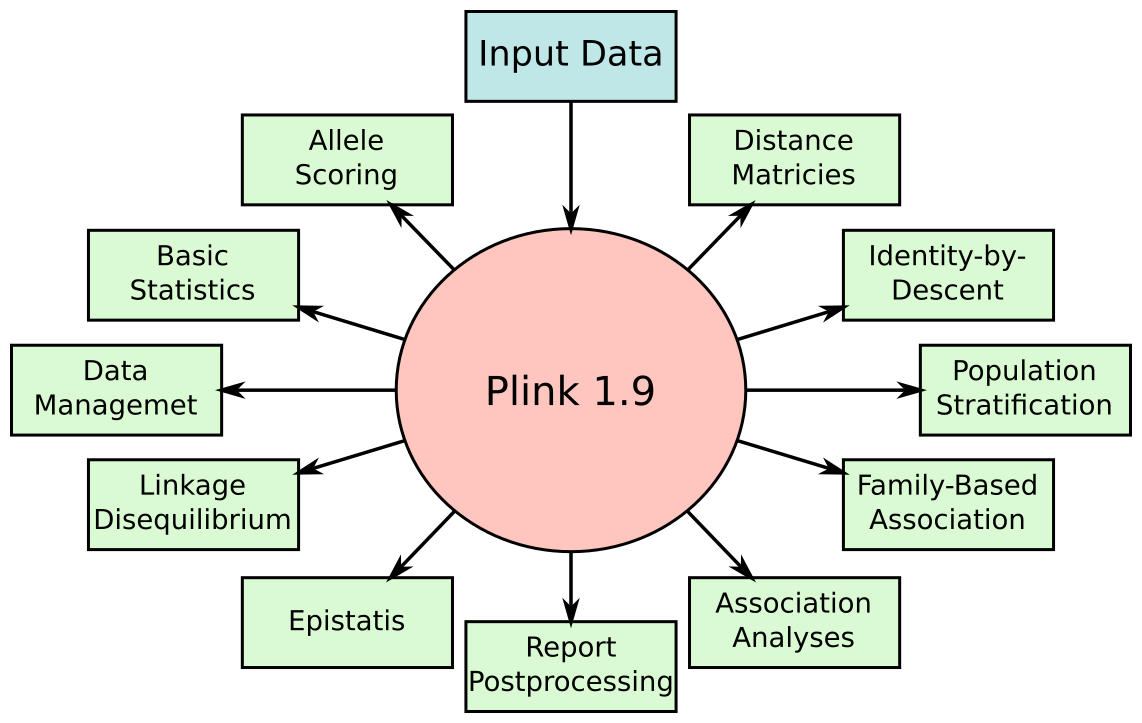 Input Data
Allele
Scoring
Distance
Matricies
Basic
Statistics
Identity-by-
Descent
Data
Managemet
Plink 1.9
Population
Stratification
Linkage
Disequilibrium
Family-Based
Association
Epistatis
Report
Postprocessing
Association
Analyses